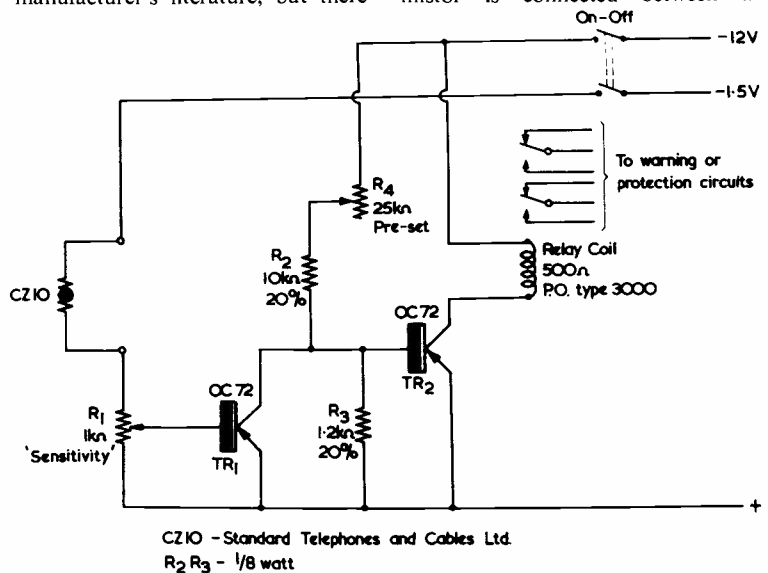 manufacturer's literature, but there
mistor is connected between
On-Off
-12V
-1.5V
To warning or
protection circuits
R4
25kΩ
Pre-set
R2
10kΩ
20%
Relay Coil
500Ω
P.O. type 3000
CZ10
OC72
TR2
OC72
TR1
R1
1kΩ
'Sensitivity'
R3
1.2kΩ
20%
+
CZ10 - Standard Telephones and Cables Ltd.
R2 R3 - 1/8 watt